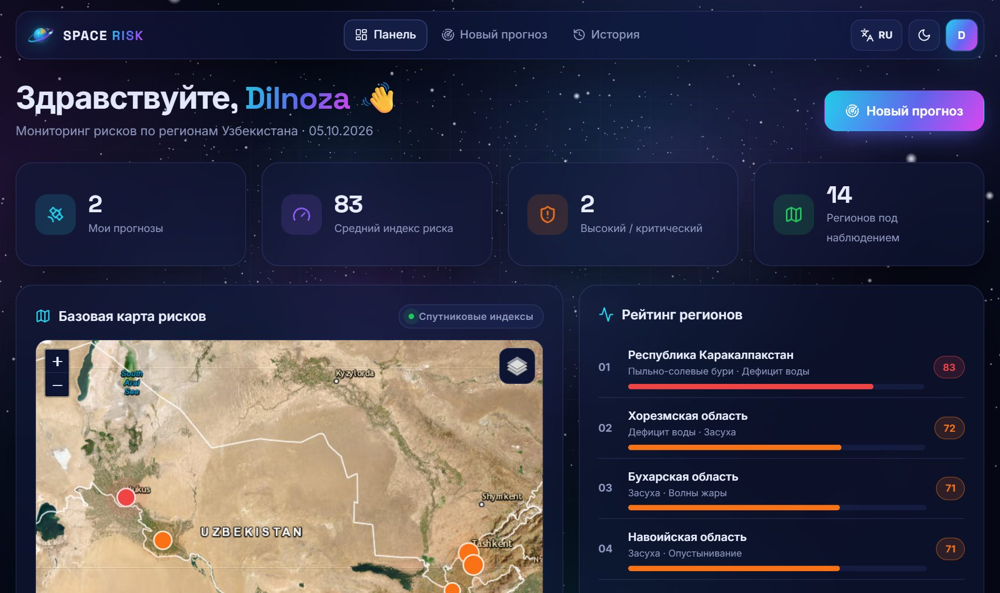 SPACE RISK
Панель
Новый прогноз
История
RU
D
Здравствуйте, Dilnoza 👋
Мониторинг рисков по регионам Узбекистана · 05.10.2026
Новый прогноз
2
Мои прогнозы
83
Средний индекс риска
2
Высокий / критический
14
Регионов под
наблюдением
Базовая карта рисков
Спутниковые индексы
+
−
South
Aral
Sea
Kyzylorda
Shymkent
UZBEKISTAN
Tashkent
Рейтинг регионов
01
Республика Каракалпакстан
Пыльно-солевые бури · Дефицит воды
83
02
Хорезмская область
Дефицит воды · Засуха
72
03
Бухарская область
Засуха · Волны жары
71
04
Навоийская область
Засуха · Опустынивание
71